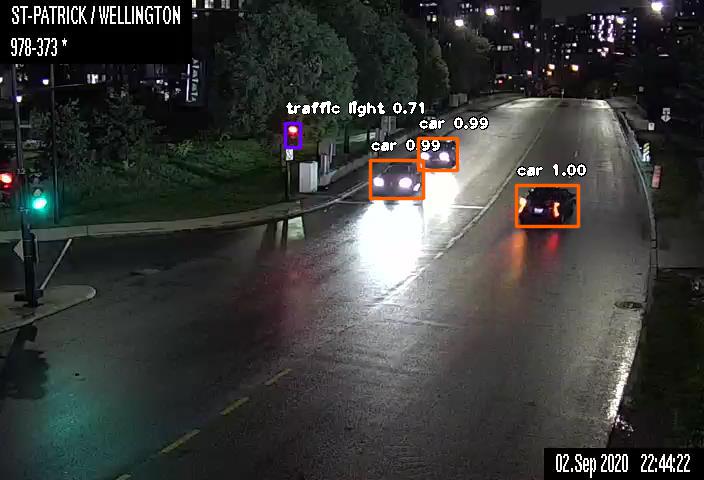 ST-PATRICK / WELLINGTON
978-373 *
traffic light 0.71
car 0.99
car 0.99
car 1.00
02.Sep 2020 22:44:22